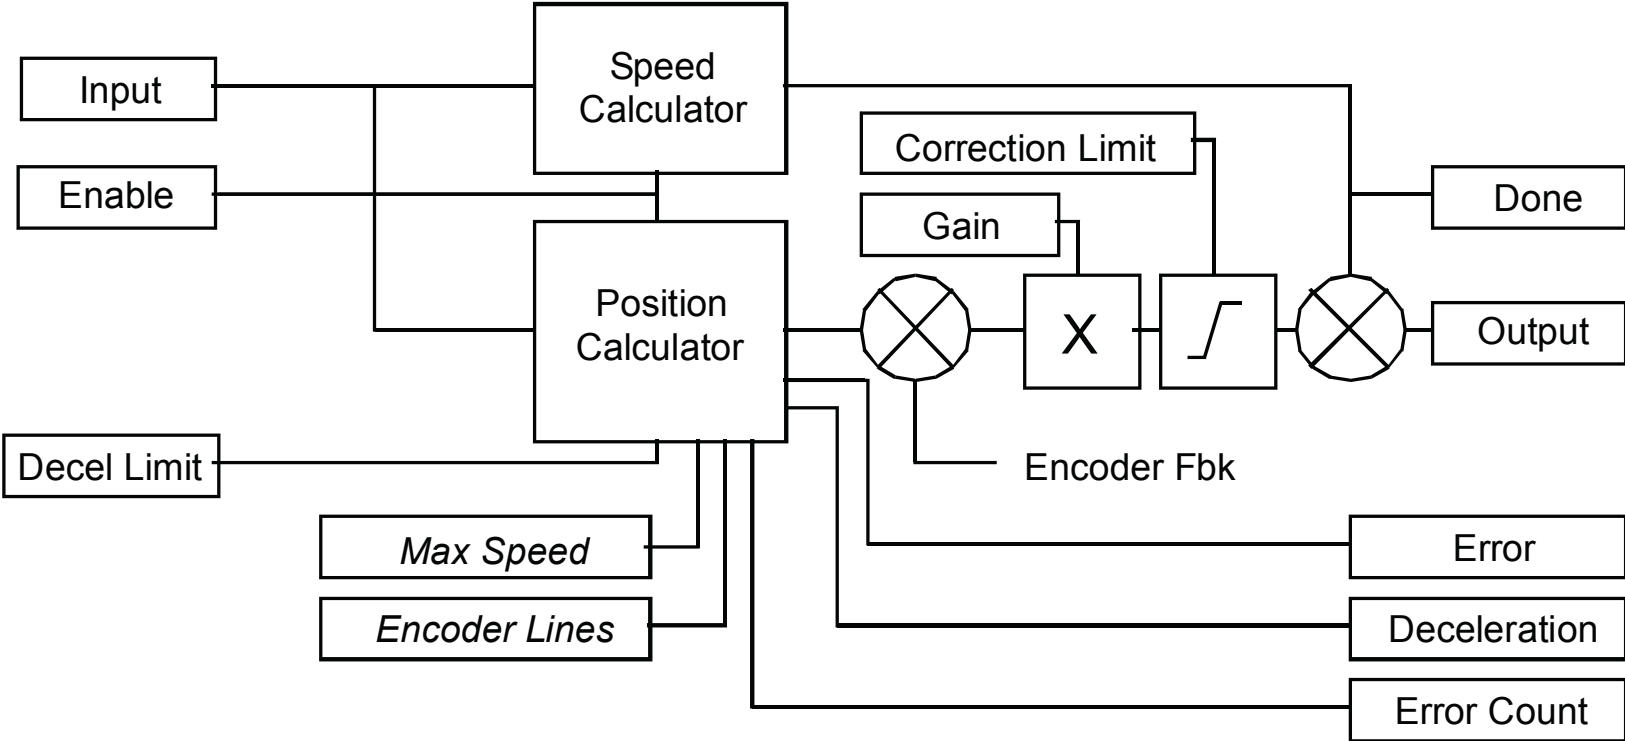 Speed
Calculator
Input
Correction Limit
Enable
Done
Gain
Position
Calculator
X
Output
Decel Limit
Encoder Fbk
Max Speed
Error
Encoder Lines
Deceleration
Error Count